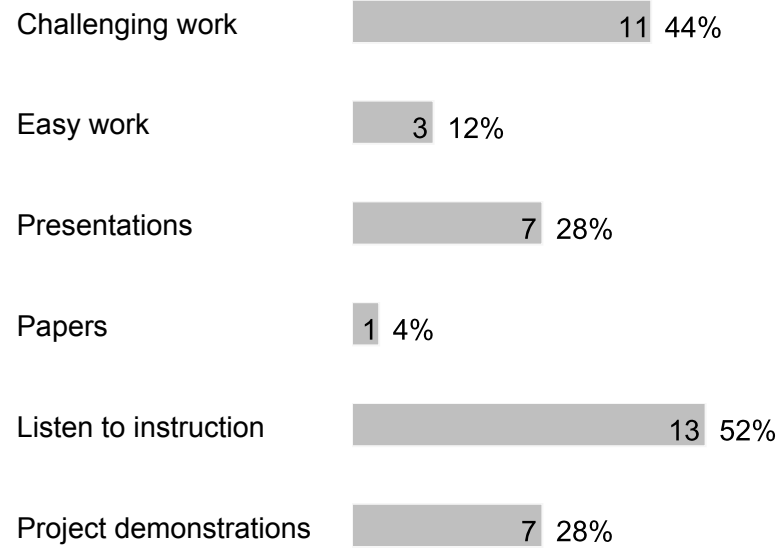 Challenging work 11 44%
Easy work 3 12%
Presentations 7 28%
Papers 1 4%
Listen to instruction 13 52%
Project demonstrations 7 28%